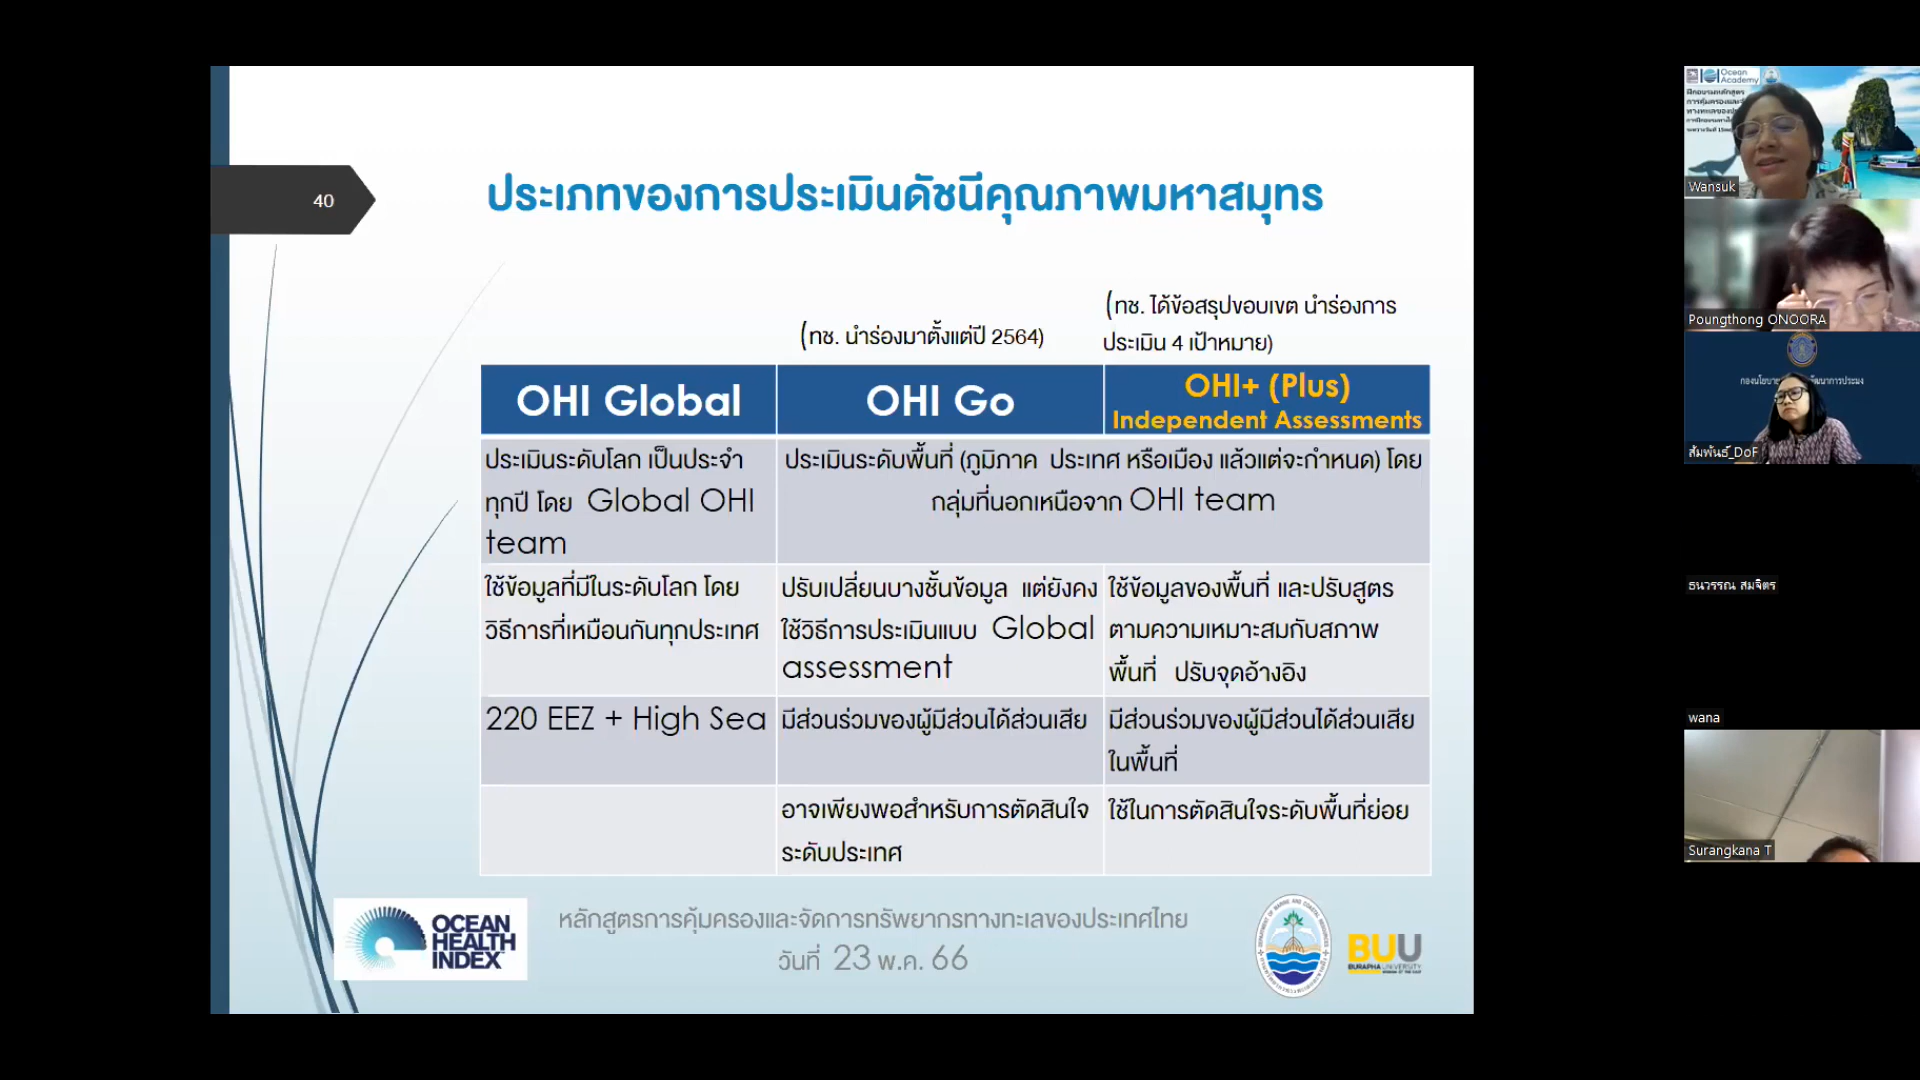 40
ประเภทของการประเมินดัชนีคุณภาพมหาสมุทร
(ทช. นำร่องมาตั้งแต่ปี 2564)
(ทช. ได้ข้อสรุปขอบเขต นำร่องการ
ประเมิน 4 เป้าหมาย)
OHI Global
OHI Go
OHI+ (Plus)
Independent Assessments
ประเมินระดับโลก เป็นประจำ
ทุกปี โดย Global OHI
team
ประเมินระดับพื้นที่ (ภูมิภาค ประเทศ หรือเมือง แล้วแต่จะกำหนด) โดย
กลุ่มที่นอกเหนือจาก OHI team
ใช้ข้อมูลที่มีในระดับโลก โดย
วิธีการที่เหมือนกันทุกประเทศ
ปรับเปลี่ยนบางชั้นข้อมูล แต่ยังคง
ใช้วิธีการประเมินแบบ Global
assessment
ใช้ข้อมูลของพื้นที่ และปรับสูตร
ตามความเหมาะสมกับสภาพ
พื้นที่ ปรับจุดอ้างอิง
220 EEZ + High Sea
มีส่วนร่วมของผู้มีส่วนได้ส่วนเสีย
มีส่วนร่วมของผู้มีส่วนได้ส่วนเสีย
ในพื้นที่
อาจเพียงพอสำหรับการตัดสินใจ
ระดับประเทศ
ใช้ในการตัดสินใจระดับพื้นที่ย่อย
OCEAN
HEALTH
INDEX
หลักสูตรการคุ้มครองและจัดการทรัพยากรทางทะเลของประเทศไทย
วันที่ 23 พ.ค. 66
BUU
BURAPHA UNIVERSITY
Ocean
Academy
Wansuk
Poungthong ONOORA
ส้มพันธ์_DoF
ธนวรรณ สมจิตร
wana
Surangkana T